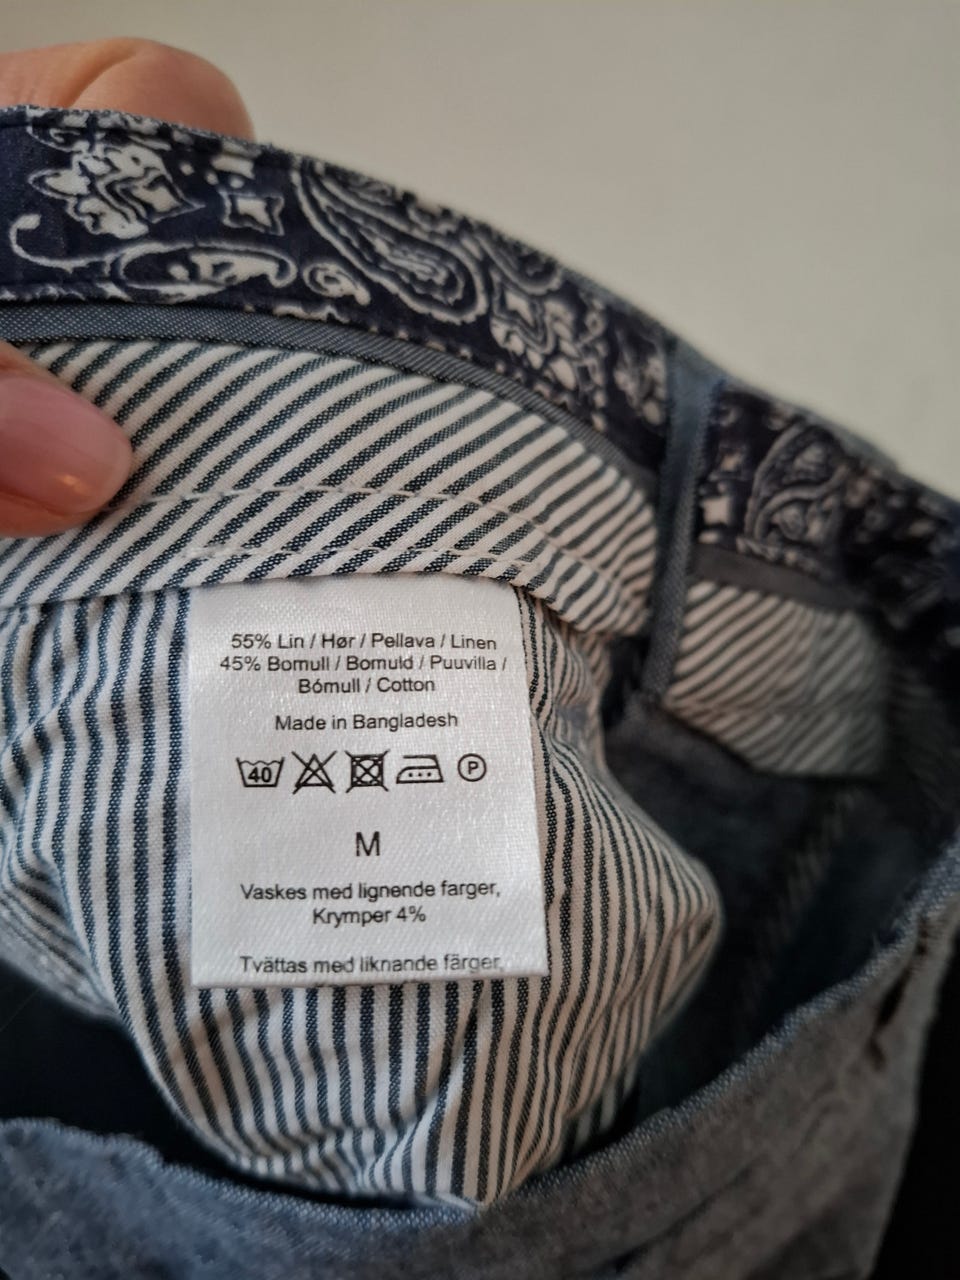 55% Lin / Hør / Pellava / Linen
45% Bomull / Bomuld / Puuvilla /
Bómull / Cotton
Made in Bangladesh
40 P
M
Vaskes med lignende farger,
Krymper 4%
Tvättas med liknande färger,